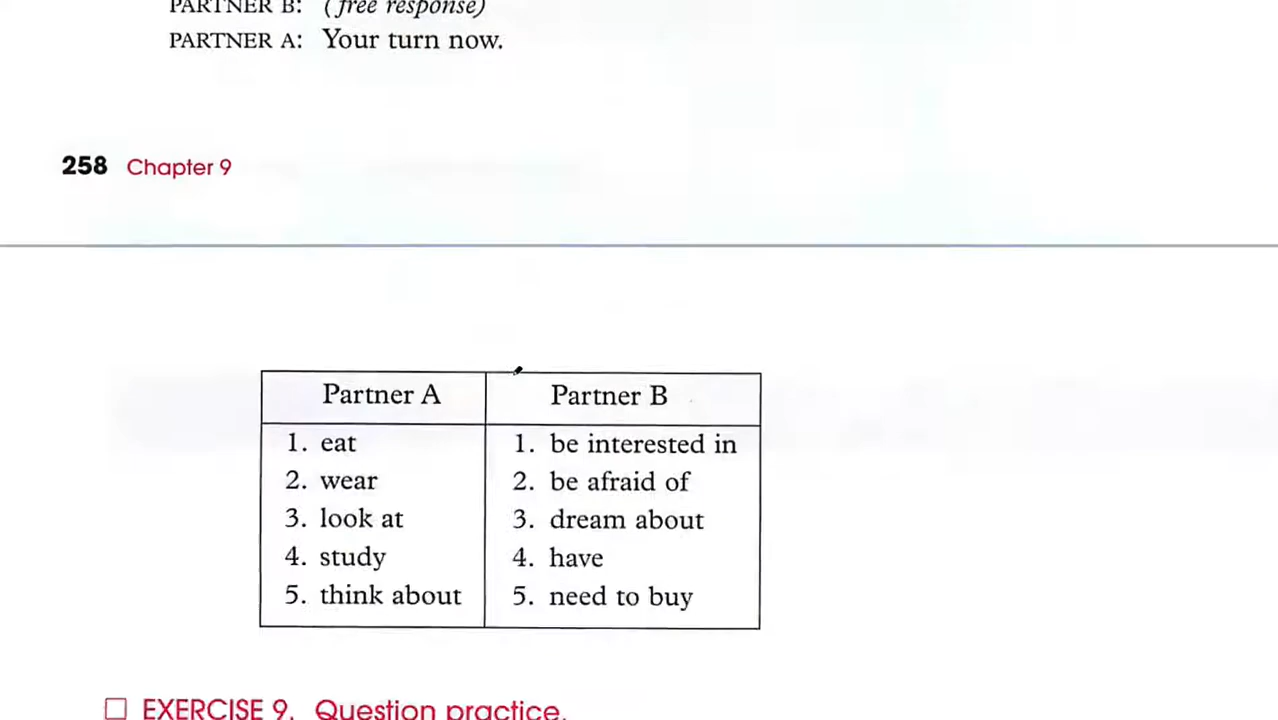 PARTNER B: (free response)
PARTNER A: Your turn now.
258 Chapter 9
Partner A Partner B
1. eat 1. be interested in
2. wear 2. be afraid of
3. look at 3. dream about
4. study 4. have
5. think about 5. need to buy
EXERCISE 9. Question practice.